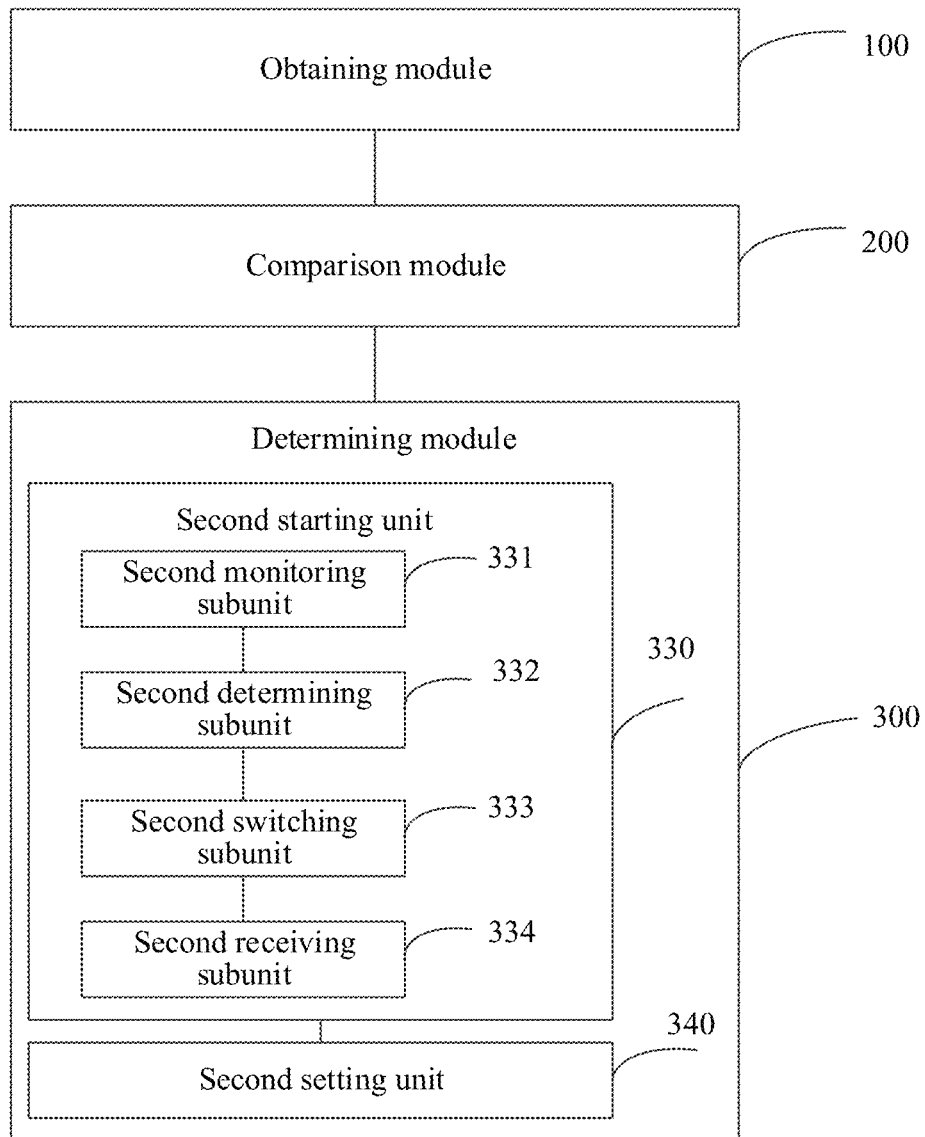 Obtaining module
100
Comparison module
200
Determining module
Second starting unit
Second monitoring
subunit
331
Second determining
subunit
332
330
300
Second switching
subunit
333
Second receiving
subunit
334
340
Second setting unit